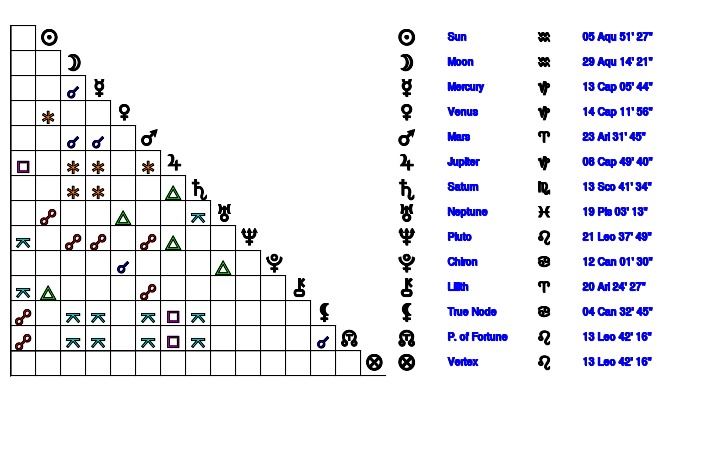 ☉ Sun ♒ 05 Aqu 51' 27"
☽ Moon ♒ 29 Aqu 14' 21"
☿ Mercury ♑ 13 Cap 05' 44"
♀ Venus ♑ 14 Cap 11' 56"
♂ Mars ♈ 23 Ari 31' 45"
♃ Jupiter ♑ 08 Cap 49' 40"
♄ Saturn ♏ 13 Sco 41' 34"
♅ Neptune ♓ 19 Pis 03' 13"
♆ Pluto ♌ 21 Leo 37' 49"
♇ Chiron ♋ 12 Can 01' 30"
⚷ Lilith ♈ 20 Ari 24' 27"
⚸ True Node ♋ 04 Can 32' 45"
☊ P. of Fortune ♌ 13 Leo 42' 16"
⊗ Vertex ♌ 13 Leo 42' 16"